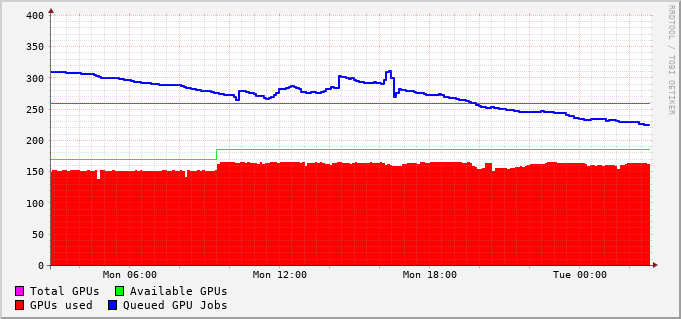 400
350
300
250
200
150
100
50
0
Mon 06:00 Mon 12:00 Mon 18:00 Tue 00:00
Total GPUs Available GPUs
GPUs used Queued GPU Jobs
RRDTOOL / TOBI OETIKER